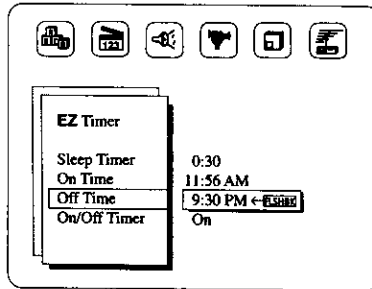 123
EZ Timer
Sleep Timer 0:30
On Time 11:56 AM
Off Time 9:30 PM ←
On/Off Timer On